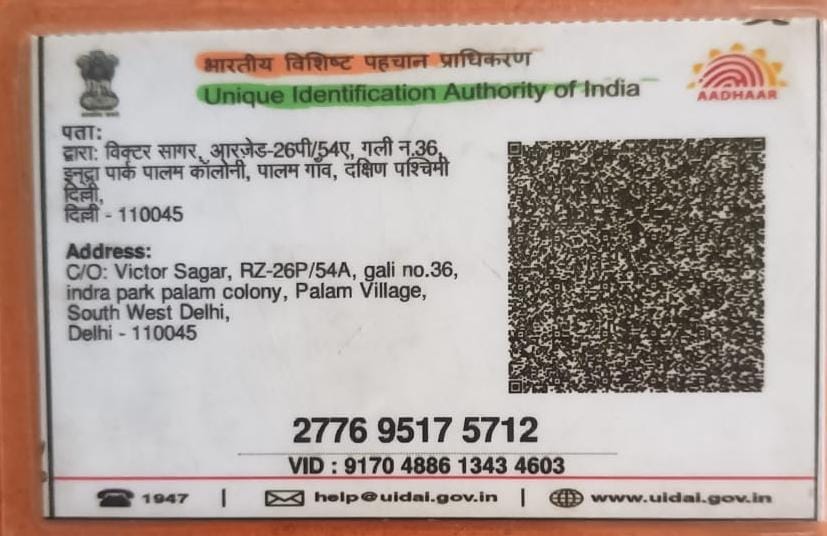 भारतीय विशिष्ट पहचान प्राधिकरण
Unique Identification Authority of India
AADHAAR
पता:
द्वारा: विक्टर सागर, आरज़ेड-26पी/54ए, गली न.36,
इनद्रा पार्क पालम कॉलोनी, पालम गाँव, दक्षिण पश्चिमी
दिल्ली,
दिल्ली - 110045
Address:
C/O: Victor Sagar, RZ-26P/54A, gali no.36,
indra park palam colony, Palam Village,
South West Delhi,
Delhi - 110045
2776 9517 5712
VID : 9170 4886 1343 4603
1947 | help@uidai.gov.in | www.uidai.gov.in